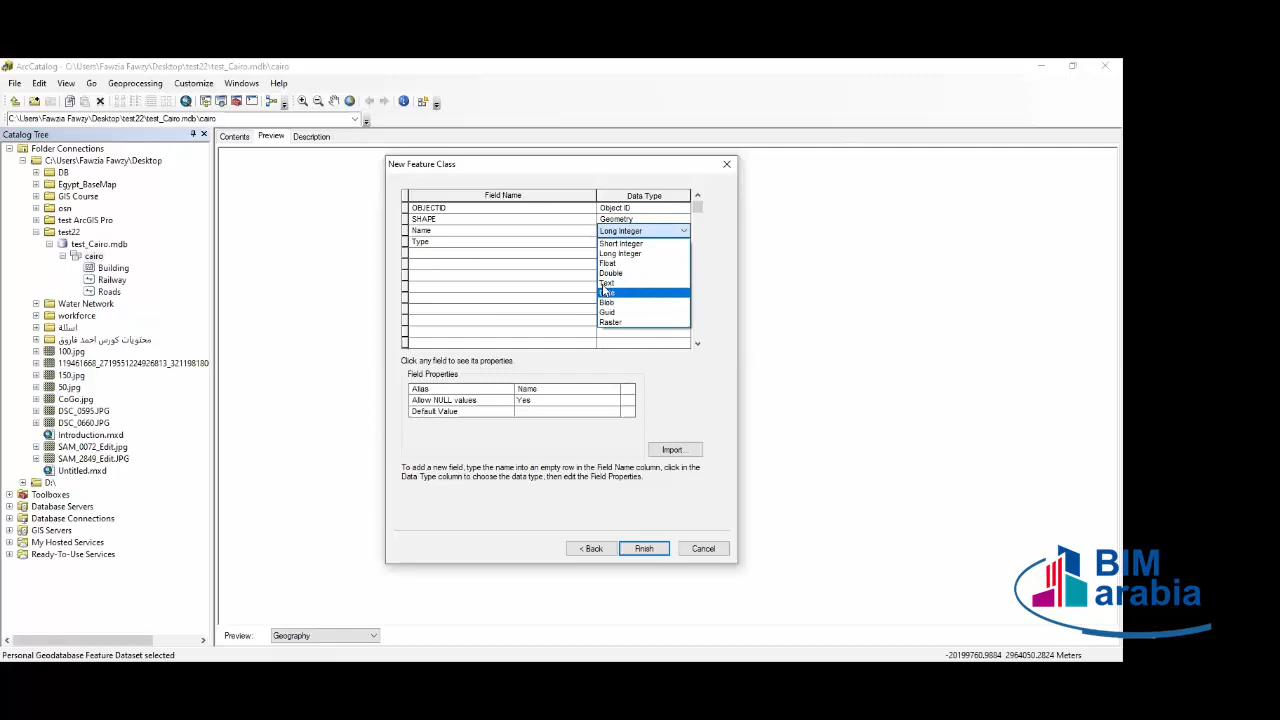 ArcCatalog - C:\Users\Fawzia Fawzy\Desktop\test22\test_Cairo.mdb\cairo
File Edit View Go Geoprocessing Customize Windows Help
C:\Users\Fawzia Fawzy\Desktop\test22\test_Cairo.mdb\cairo
Catalog Tree
Folder Connections
C:\Users\Fawzia Fawzy\Desktop
DB
Egypt_BaseMap
GIS Course
osn
test ArcGIS Pro
test22
test_Cairo.mdb
cairo
Building
Railway
Roads
Water Network
workforce
اسئلة
محتويات كورس احمد فاروق
100.jpg
119461668_2719551224926813_321198180
150.jpg
50.jpg
CoGo.jpg
DSC_0595.JPG
DSC_0660.JPG
Introduction.mxd
SAM_0072_Edit.jpg
SAM_2849_Edit.JPG
Untitled.mxd
D:\
Toolboxes
Database Servers
Database Connections
GIS Servers
My Hosted Services
Ready-To-Use Services
Contents Preview Description
New Feature Class
Field Name Data Type
OBJECTID Object ID
SHAPE Geometry
Name Long Integer
Type
Short Integer
Long Integer
Float
Double
Text
Blob
Guid
Raster
Click any field to see its properties.
Field Properties
Alias Name
Allow NULL values Yes
Default Value
Import...
To add a new field, type the name into an empty row in the Field Name column, click in the
Data Type column to choose the data type, then edit the Field Properties.
< Back Finish Cancel
Preview: Geography
Personal Geodatabase Feature Dataset selected
-20199760.9884 2964050.2824 Meters
BIM
arabia